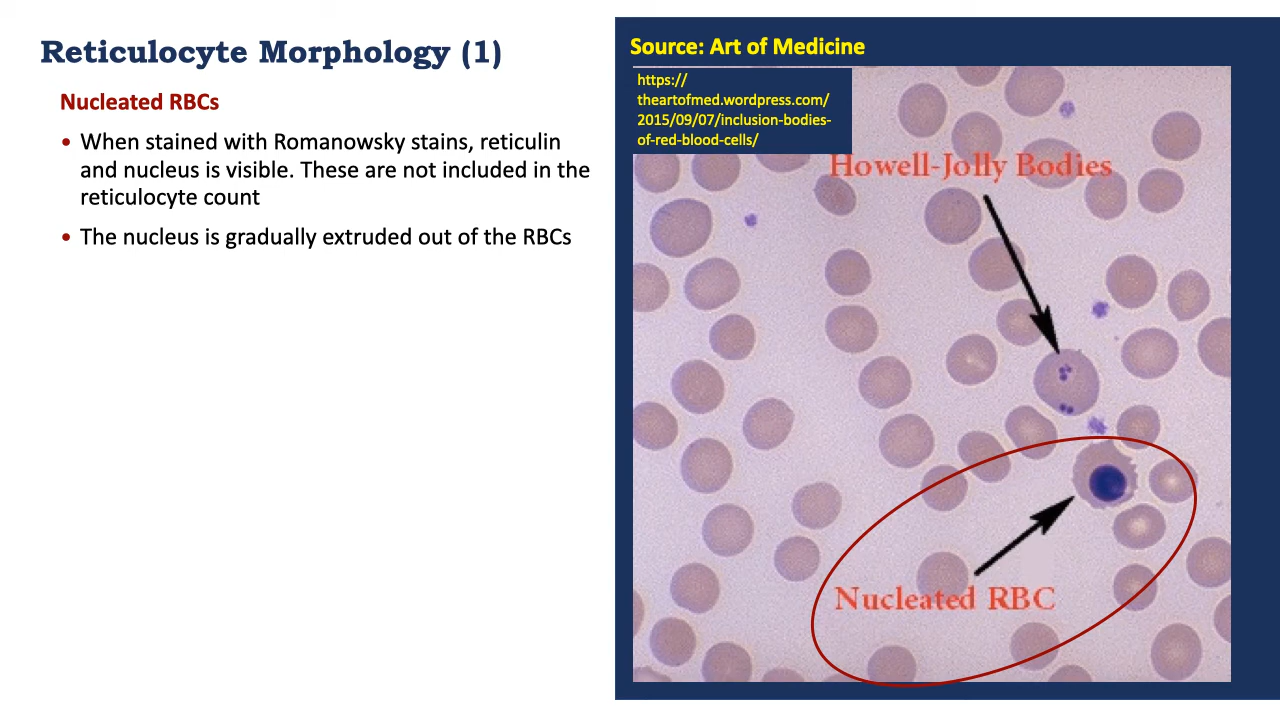 Reticulocyte Morphology (1)
Nucleated RBCs
• When stained with Romanowsky stains, reticulin
and nucleus is visible. These are not included in the
reticulocyte count
• The nucleus is gradually extruded out of the RBCs
Source: Art of Medicine
https://
theartofmed.wordpress.com/
2015/09/07/inclusion-bodies-
of-red-blood-cells/
Howell-Jolly Bodies
Nucleated RBC